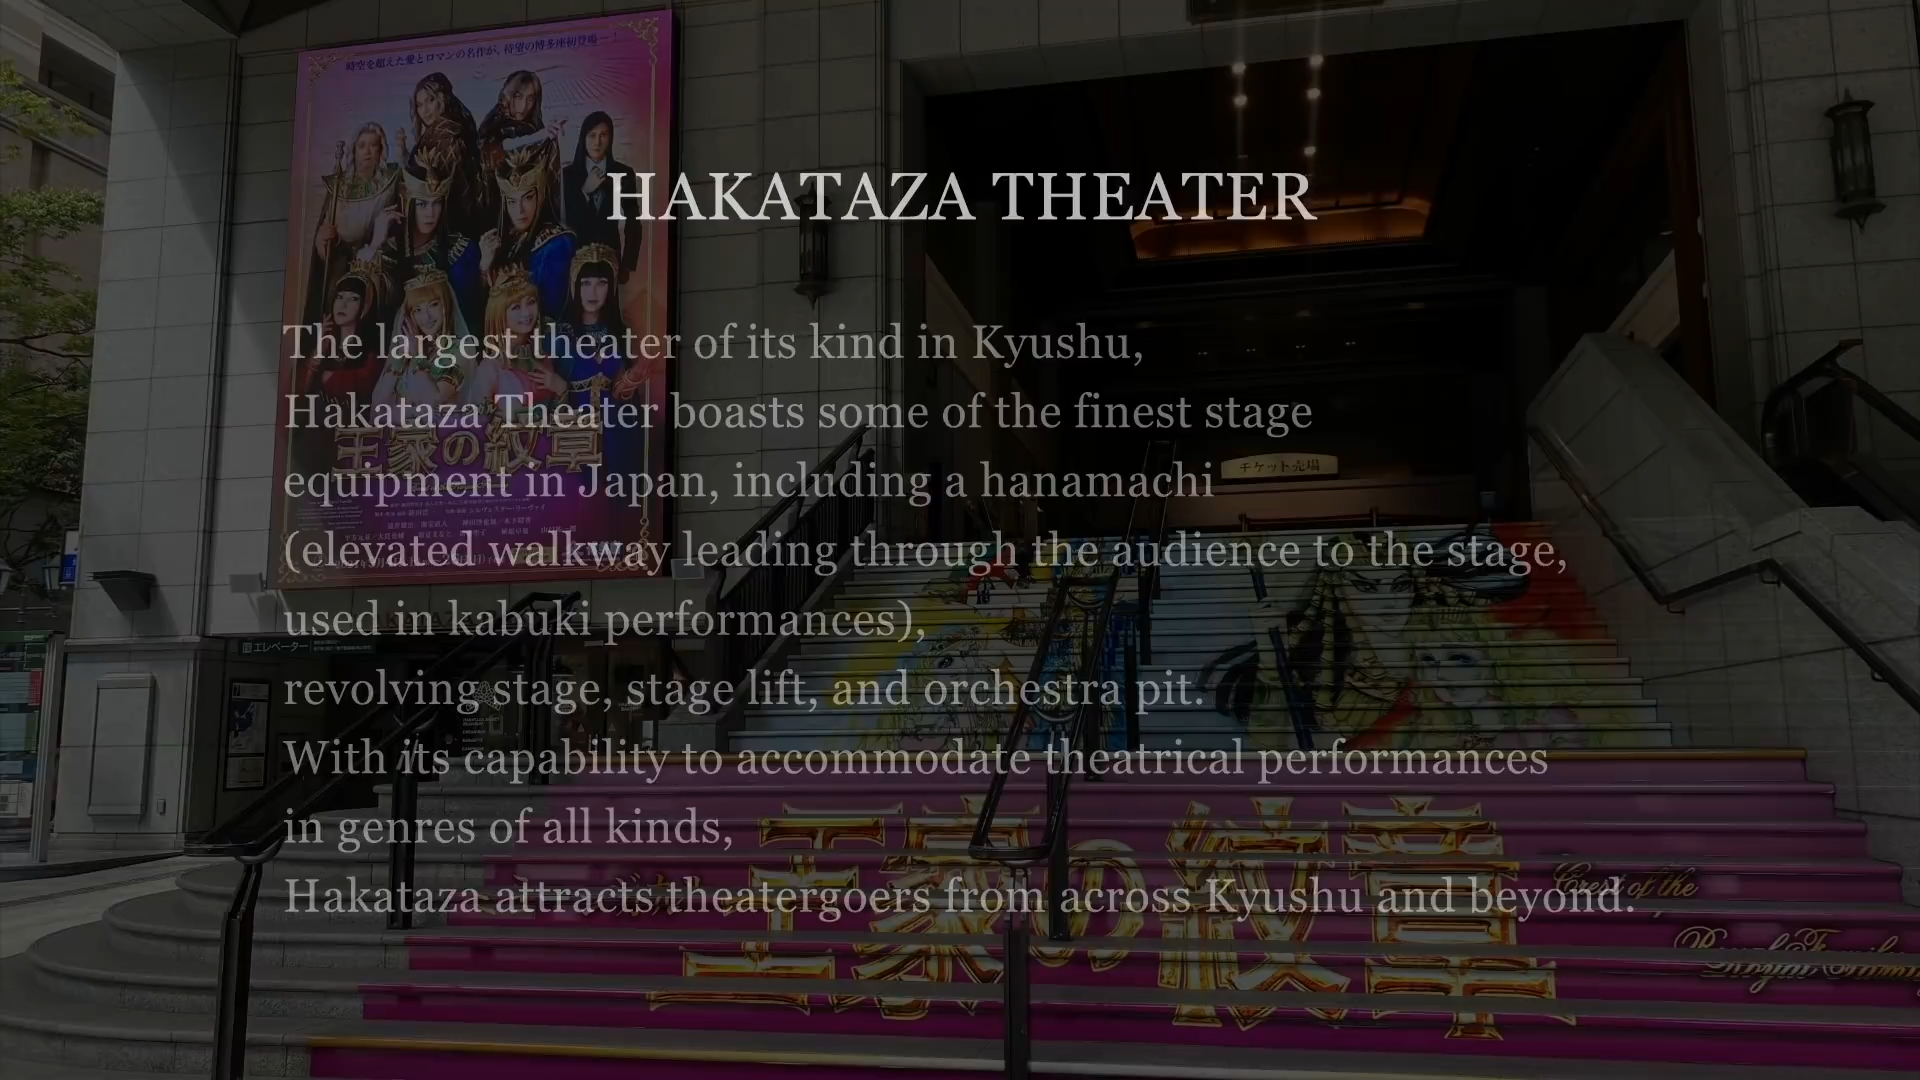 時空を超えた愛とロマンの名作が、待望の博多座初登場―！
HAKATAZA THEATER
The largest theater of its kind in Kyushu,
Hakataza Theater boasts some of the finest stage
equipment in Japan, including a hanamachi
(elevated walkway leading through the audience to the stage,
used in kabuki performances),
revolving stage, stage lift, and orchestra pit.
With its capability to accommodate theatrical performances
in genres of all kinds,
Hakataza attracts theatergoers from across Kyushu and beyond.
王家の紋章
チケット売場
エレベーター
王家の紋章
Crest of the
Royal Family